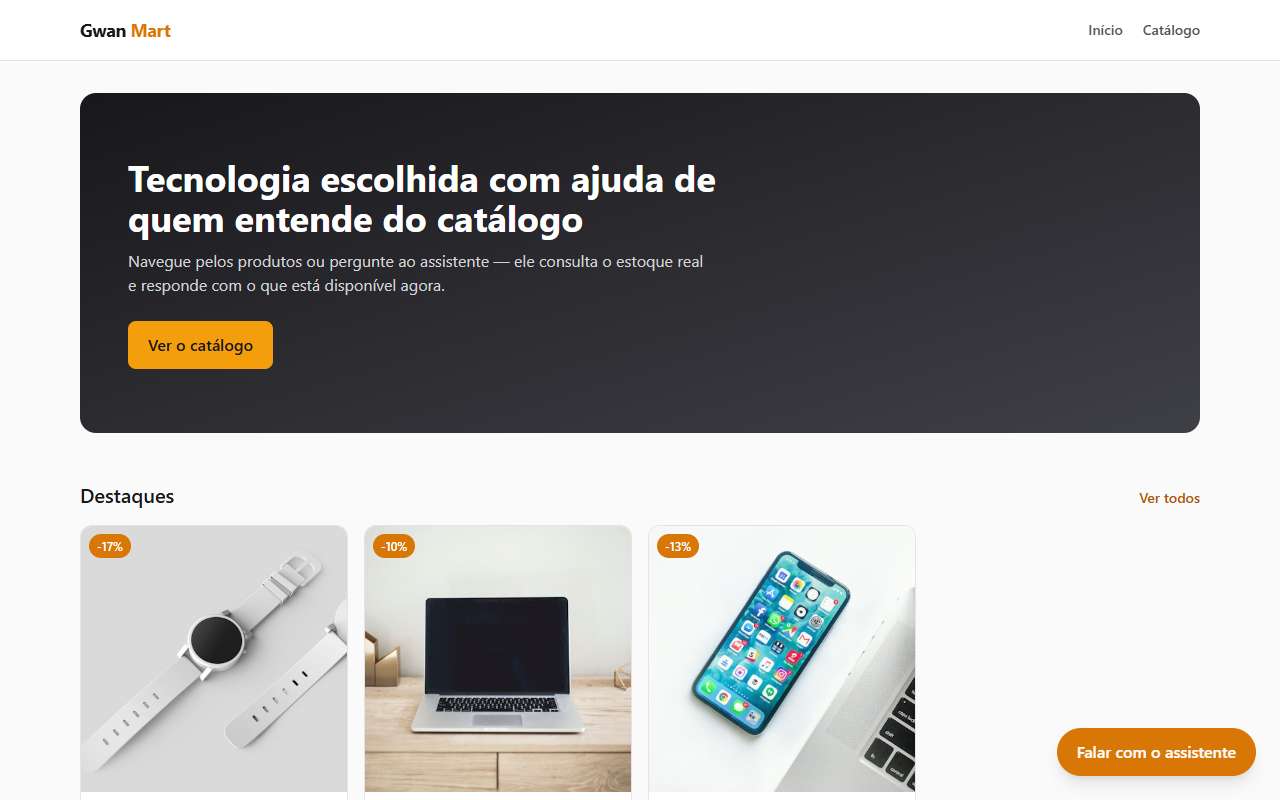 Gwan Mart
Início
Catálogo
Tecnologia escolhida com ajuda de
quem entende do catálogo
Navegue pelos produtos ou pergunte ao assistente — ele consulta o estoque real
e responde com o que está disponível agora.
Ver o catálogo
Destaques
Ver todos
-17%
-10%
-13%
Falar com o assistente